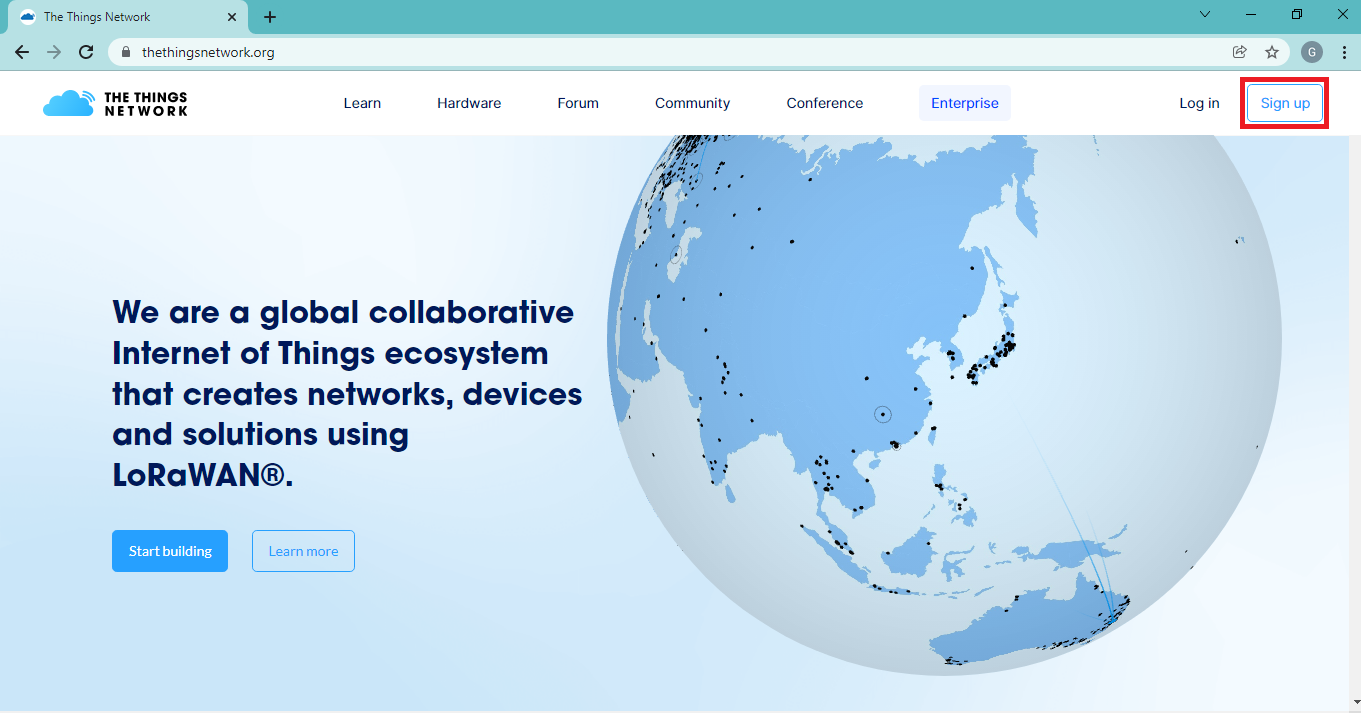 The Things Network
thethingsnetwork.org
G
THE THINGS
NETWORK
Learn
Hardware
Forum
Community
Conference
Enterprise
Log in
Sign up
We are a global collaborative
Internet of Things ecosystem
that creates networks, devices
and solutions using
LoRaWAN®.
Start building
Learn more